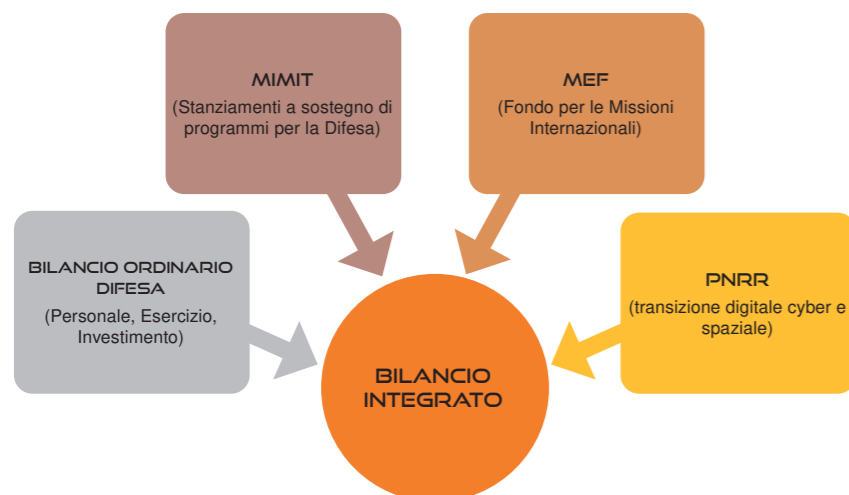 MIMIT
(Stanziamenti a sostegno di
programmi per la Difesa)
MEF
(Fondo per le Missioni
Internazionali)
BILANCIO ORDINARIO
DIFESA
(Personale, Esercizio,
Investimento)
PNRR
(transizione digitale cyber e
spaziale)
BILANCIO
INTEGRATO